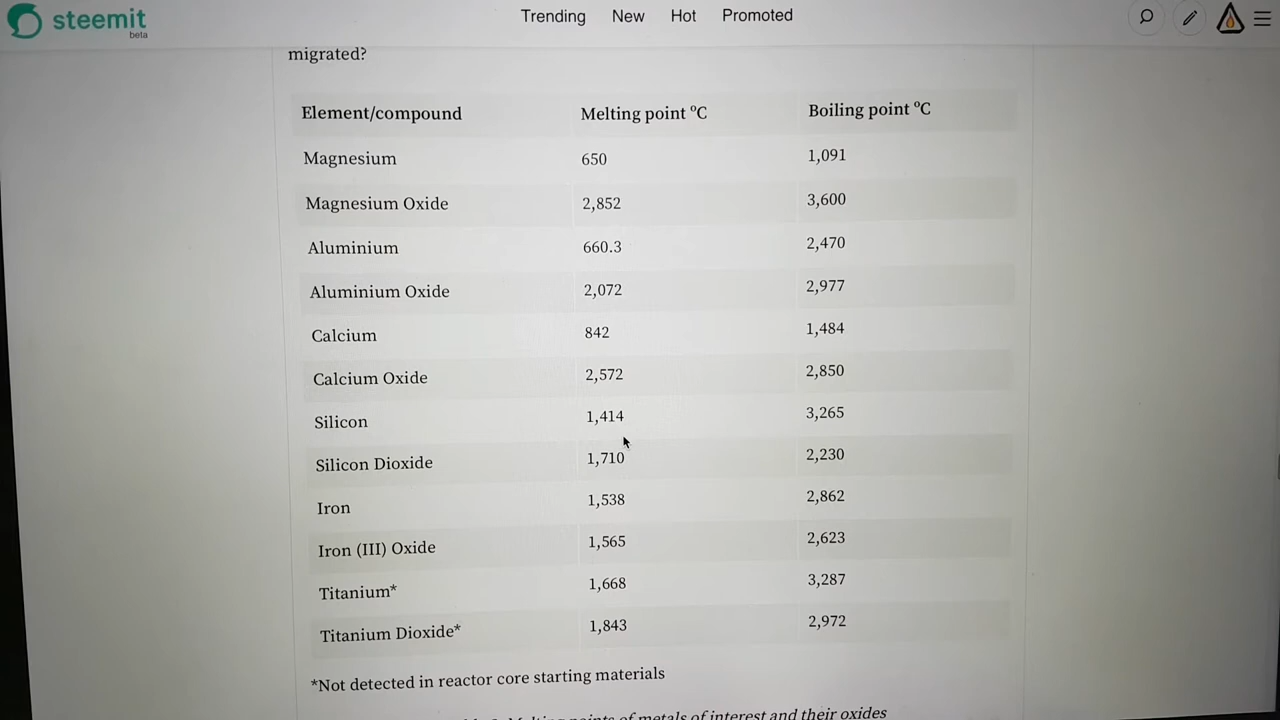 steemit
beta
Trending New Hot Promoted
migrated?
Element/compound Melting point ºC Boiling point ºC
Magnesium 650 1,091
Magnesium Oxide 2,852 3,600
Aluminium 660.3 2,470
Aluminium Oxide 2,072 2,977
Calcium 842 1,484
Calcium Oxide 2,572 2,850
Silicon 1,414 3,265
Silicon Dioxide 1,710 2,230
Iron 1,538 2,862
Iron (III) Oxide 1,565 2,623
Titanium* 1,668 3,287
Titanium Dioxide* 1,843 2,972
*Not detected in reactor core starting materials
Melting points of metals of interest and their oxides